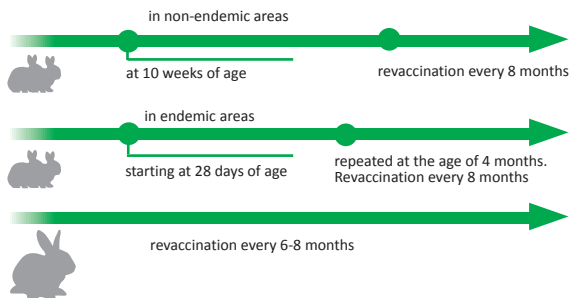 in non-endemic areas
at 10 weeks of age
revaccination every 8 months
in endemic areas
starting at 28 days of age
repeated at the age of 4 months.
Revaccination every 8 months
revaccination every 6-8 months